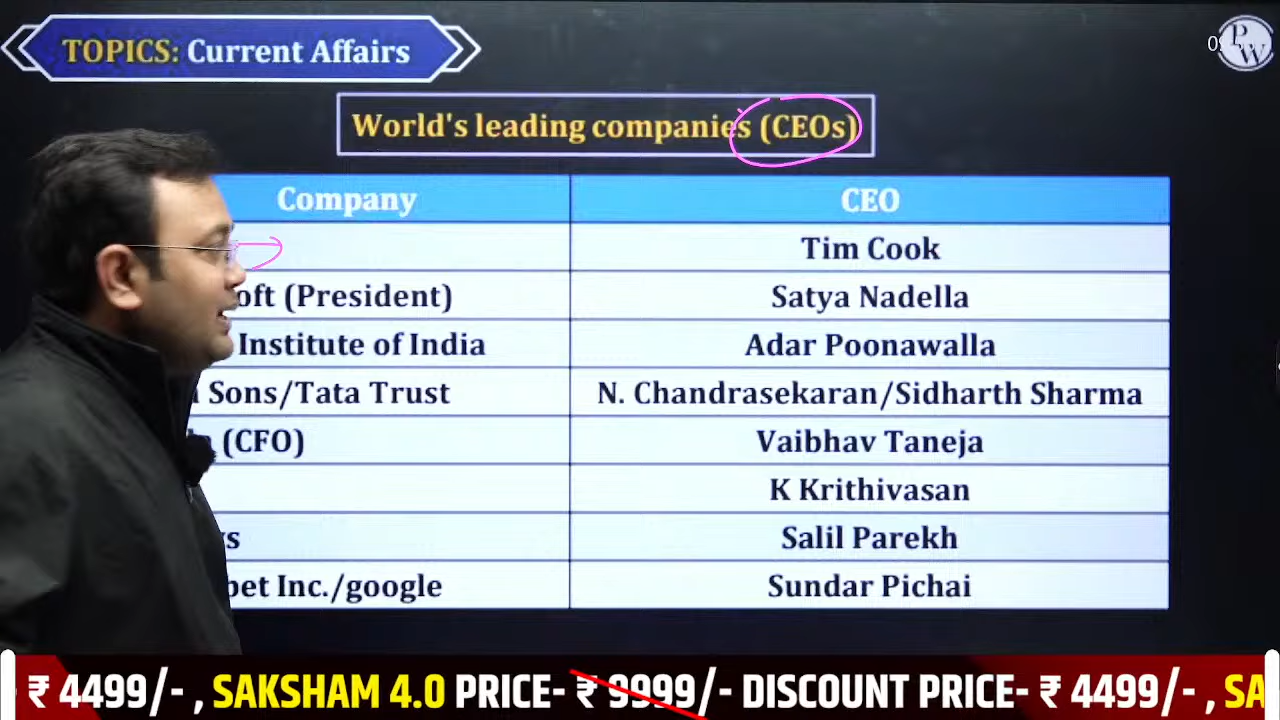 TOPICS: Current Affairs
PW
World's leading companies (CEOs)
Company CEO
Tim Cook
oft (President) Satya Nadella
Institute of India Adar Poonawalla
Sons/Tata Trust N. Chandrasekaran/Sidharth Sharma
(CFO) Vaibhav Taneja
K Krithivasan
s Salil Parekh
bet Inc./google Sundar Pichai
₹ 4499/- , SAKSHAM 4.0 PRICE- ₹ 9999/- DISCOUNT PRICE- ₹ 4499/- , SA